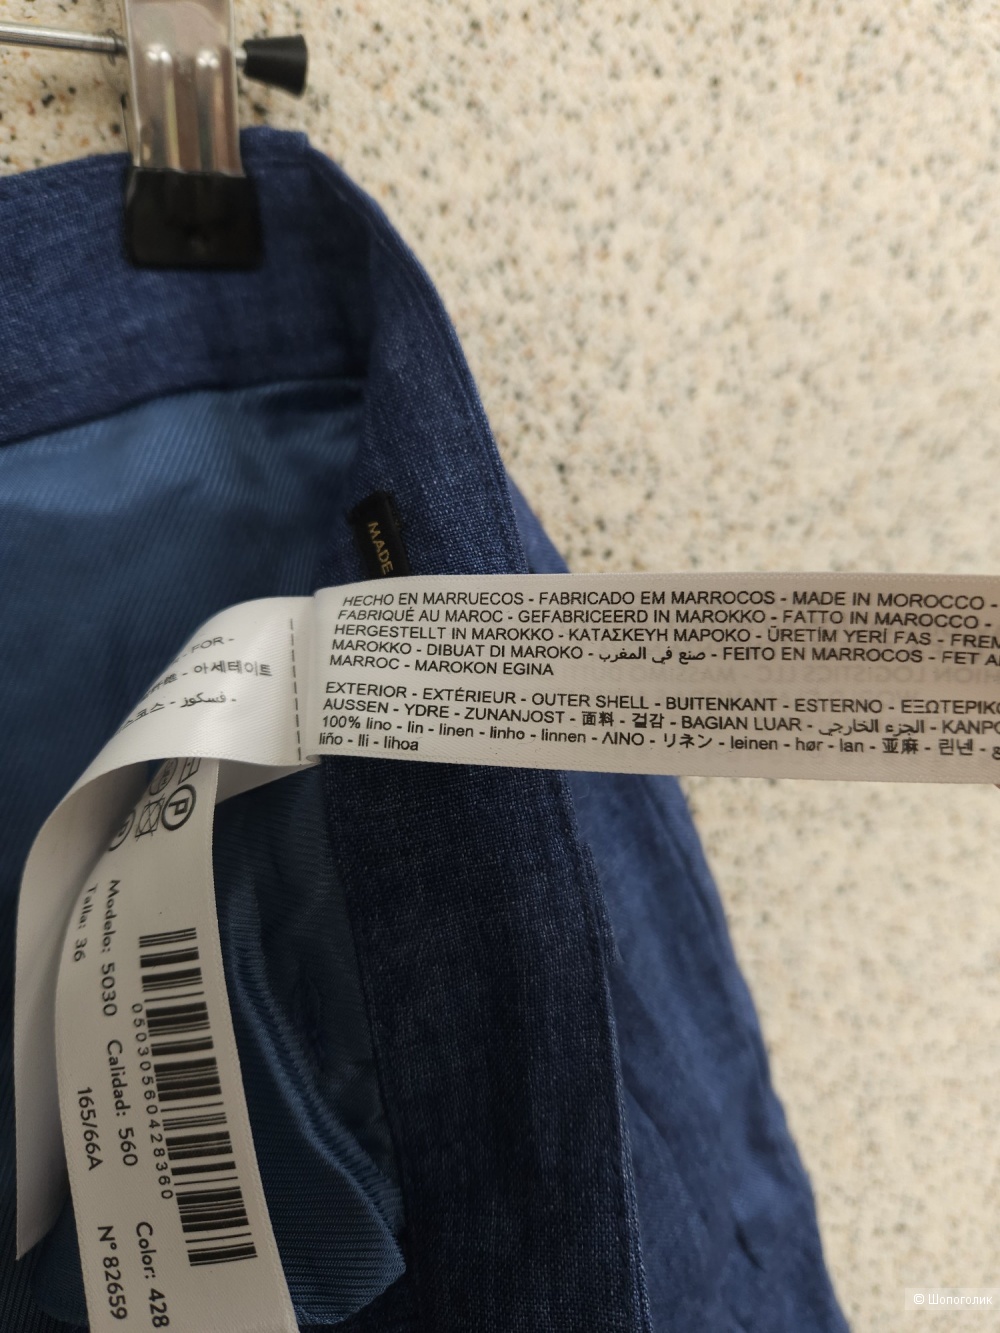 MADE
HECHO EN MARRUECOS - FABRICADO EM MARROCOS - MADE IN MOROCCO -
FABRIQUÉ AU MAROC - GEFABRICEERD IN MAROKKO - FATTO IN MAROCCO -
HERGESTELLT IN MAROKKO - ΚΑΤΑΣΚΕΥΗ ΜΑΡΟΚΟ - ÜRETİM YERİ FAS - FREM
MAROKKO - DIBUAT DI MAROKO - صنع في المغرب - FEITO EN MARROCOS - FET AL
MARROC - MAROKON EGINA
EXTERIOR - EXTÉRIEUR - OUTER SHELL - BUITENKANT - ESTERNO - ΕΞΩΤΕΡΙΚΟ
AUSSEN - YDRE - ZUNANJOST - 面料 - 겉감 - BAGIAN LUAR - الجزء الخارجي - KANPO
100% lino - lin - linen - linho - linnen - ΛΙΝΟ - リネン - leinen - hør - lan - 亚麻 - 린넨 -
liño - lli - lihoa
- FOR -
- 아세테이트
فسكوز -
P
Modelo: 5030 Calidad: 560 Color: 428
Talla: 36 165/66A N° 82659
05030560428360
© Шопоголик